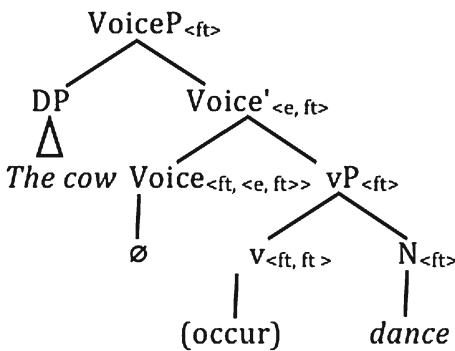 VoiceP<ft>
DP Voice'<e, ft>
The cow Voice<ft, <e, ft>> vP<ft>
∅ v<ft, ft > N<ft>
(occur) dance